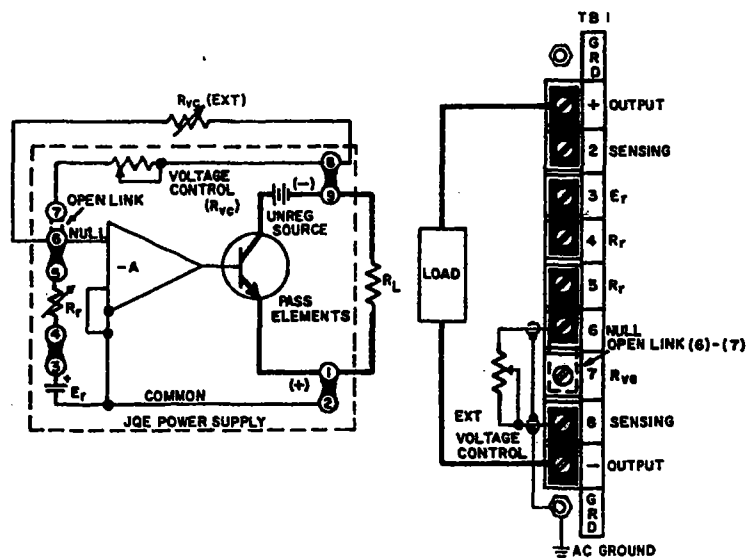 TB 1
GRD
+ OUTPUT
2 SENSING
3 Er
4 Rr
5 Rr
6 NULL
OPEN LINK (6)-(7)
7 Rvc
8 SENSING
- OUTPUT
GRD
AC GROUND
LOAD
EXT
VOLTAGE
CONTROL
Rvc (EXT)
VOLTAGE
CONTROL
(Rvc)
8
9
(-)
UNREG
SOURCE
7
OPEN LINK
6
NULL
5
Rr
4
3
+
Er
-A
PASS
ELEMENTS
RL
(+)
1
2
COMMON
JQE POWER SUPPLY